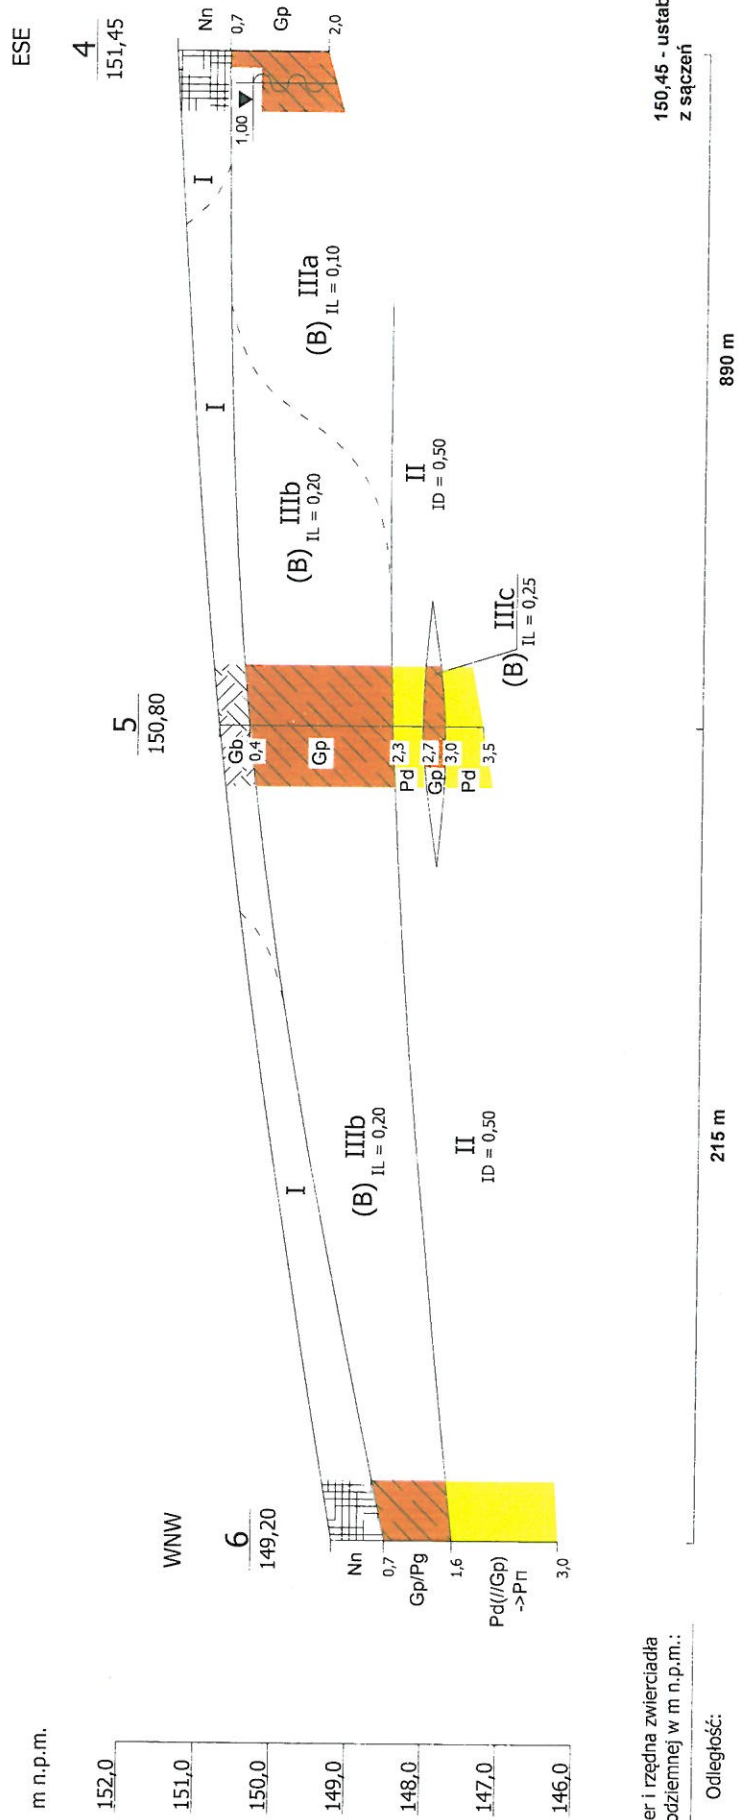 m n.p.m.
152,0
151,0
150,0
149,0
148,0
147,0
146,0
WNW
6
149,20
Nn
0,7
Gp/Pg
1,6
Pd(//Gp)
->Pπ
3,0
I
(B) IIIb
IL = 0,20
II
ID = 0,50
5
150,80
Gb
0,4
Gp
2,3
Pd
2,7
Gp
3,0
Pd
3,5
(B) IIIc
IL = 0,25
I
(B) IIIb
IL = 0,20
II
ID = 0,50
(B) IIIa
IL = 0,10
I
ESE
4
151,45
Nn
0,7
Gp
2,0
1,00
er i rzędna zwierciadła
odziemnej w m n.p.m.:
150,45 - ustab
z sączeń
Odległość:
215 m
890 m